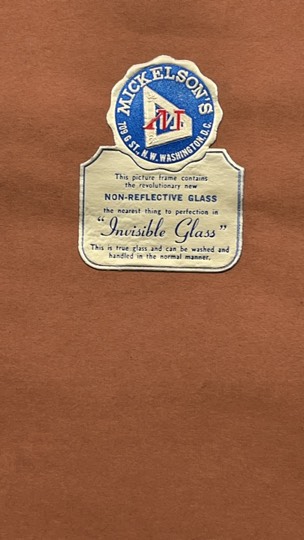 MICKELSON'S
M
709 G ST., N.W. WASHINGTON, D.C.
This picture frame contains
the revolutionary new
NON-REFLECTIVE GLASS
the nearest thing to perfection in
"Invisible Glass"
This is true glass and can be washed and
handled in the normal manner.